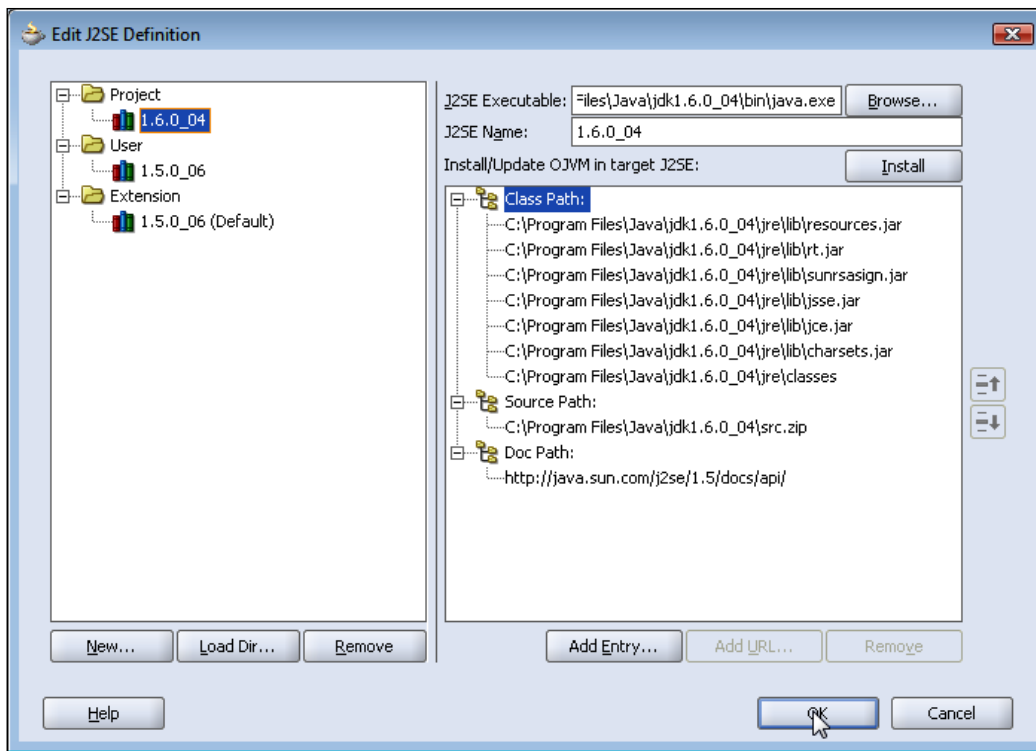 Edit J2SE Definition
Project
1.6.0_04
User
1.5.0_06
Extension
1.5.0_06 (Default)
New...
Load Dir...
Remove
J2SE Executable: Files\Java\jdk1.6.0_04\bin\java.exe Browse...
J2SE Name: 1.6.0_04
Install/Update OJVM in target J2SE: Install
Class Path:
C:\Program Files\Java\jdk1.6.0_04\jre\lib\resources.jar
C:\Program Files\Java\jdk1.6.0_04\jre\lib\rt.jar
C:\Program Files\Java\jdk1.6.0_04\jre\lib\sunrsasign.jar
C:\Program Files\Java\jdk1.6.0_04\jre\lib\jsse.jar
C:\Program Files\Java\jdk1.6.0_04\jre\lib\jce.jar
C:\Program Files\Java\jdk1.6.0_04\jre\lib\charsets.jar
C:\Program Files\Java\jdk1.6.0_04\jre\classes
Source Path:
C:\Program Files\Java\jdk1.6.0_04\src.zip
Doc Path:
http://java.sun.com/j2se/1.5/docs/api/
Add Entry...
Add URL...
Remove
Help
OK
Cancel